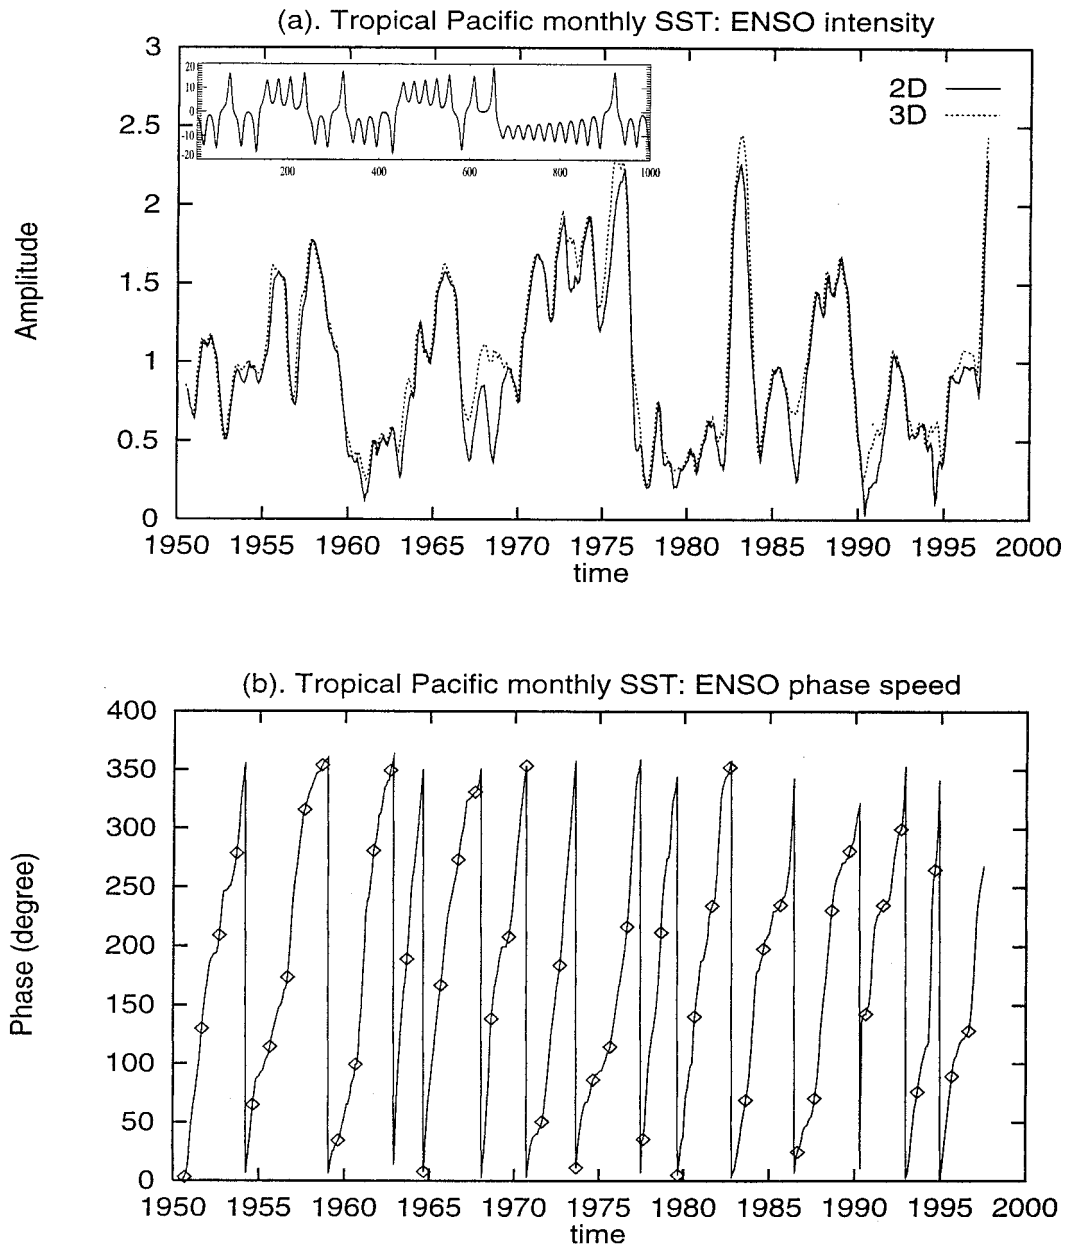 (a). Tropical Pacific monthly SST: ENSO intensity
3
2.5
2
1.5
1
0.5
0
Amplitude
20
10
0
-10
-20
200 400 600 800 1000
2D
3D
1950 1955 1960 1965 1970 1975 1980 1985 1990 1995 2000
time
(b). Tropical Pacific monthly SST: ENSO phase speed
400
350
300
250
200
150
100
50
0
Phase (degree)
1950 1955 1960 1965 1970 1975 1980 1985 1990 1995 2000
time